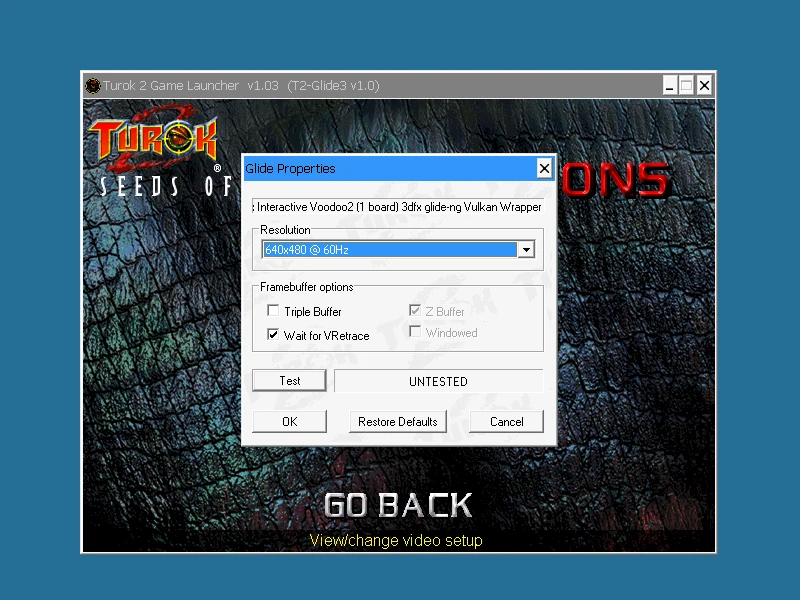 Turok 2 Game Launcher v1.03 (T2-Glide3 v1.0)
TUROK
®
SEEDS OF
Glide Properties
ONS
: Interactive Voodoo2 (1 board) 3dfx glide-ng Vulkan Wrapper
Resolution
640x480 @ 60Hz
Framebuffer options
Triple Buffer
Z Buffer
Wait for VRetrace
Windowed
Test
UNTESTED
OK
Restore Defaults
Cancel
GO BACK
View/change video setup